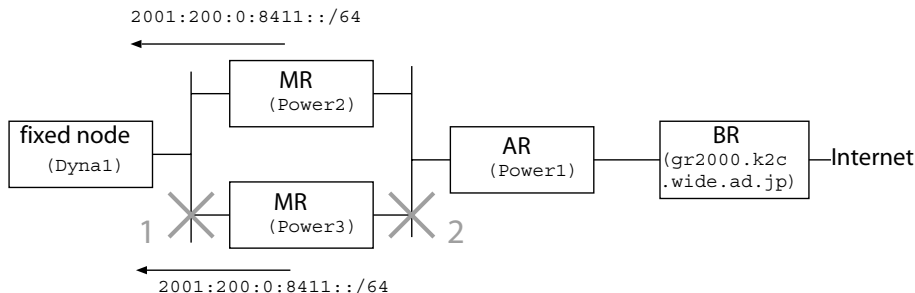 2001:200:0:8411::/64
MR
(Power2)
fixed node
(Dyna1)
AR
(Power1)
BR
(gr2000.k2c
.wide.ad.jp)
Internet
MR
(Power3)
1
2
2001:200:0:8411::/64